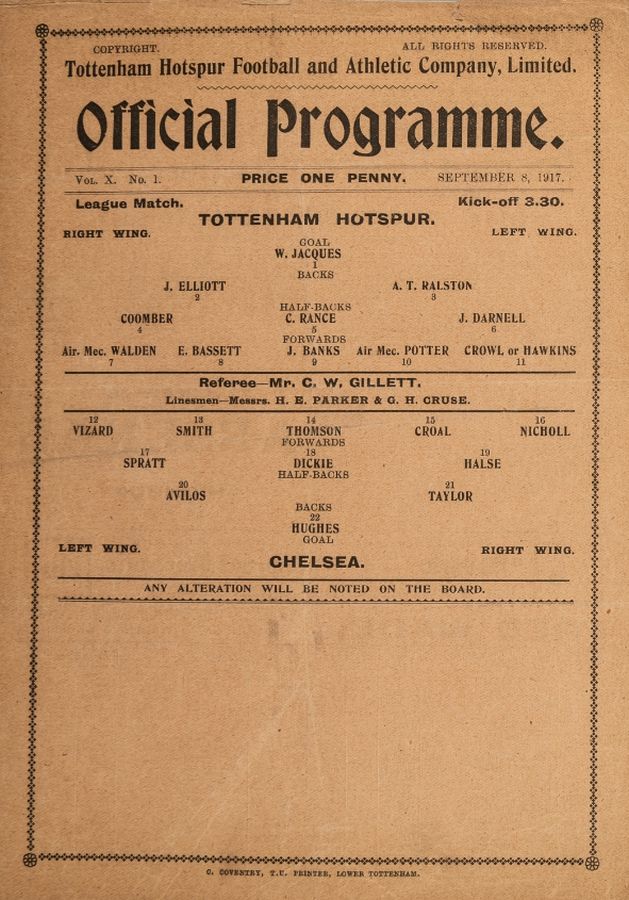 COPYRIGHT. ALL RIGHTS RESERVED.
Tottenham Hotspur Football and Athletic Company, Limited.
Official Programme.
VOL. X. No. 1. PRICE ONE PENNY. SEPTEMBER 8, 1917.
League Match. Kick-off 3.30.
TOTTENHAM HOTSPUR.
RIGHT WING. LEFT WING.
GOAL
W. JACQUES
1
BACKS
J. ELLIOTT A. T. RALSTON
2 3
HALF-BACKS
COOMBER C. RANCE J. DARNELL
4 5 6
FORWARDS
Air. Mec. WALDEN E. BASSETT J. BANKS Air Mec. POTTER CROWL or HAWKINS
7 8 9 10 11
Referee—Mr. C. W. GILLETT.
Linesmen—Messrs. H. E. PARKER & G. H. CRUSE.
12 13 14 15 16
VIZARD SMITH THOMSON CROAL NICHOLL
FORWARDS
17 18 19
SPRATT DICKIE HALSE
HALF-BACKS
20 21
AVILOS TAYLOR
BACKS
22
HUGHES
GOAL
LEFT WING. RIGHT WING.
CHELSEA.
ANY ALTERATION WILL BE NOTED ON THE BOARD.
C. COVENTRY, T.U. PRINTER, LOWER TOTTENHAM.